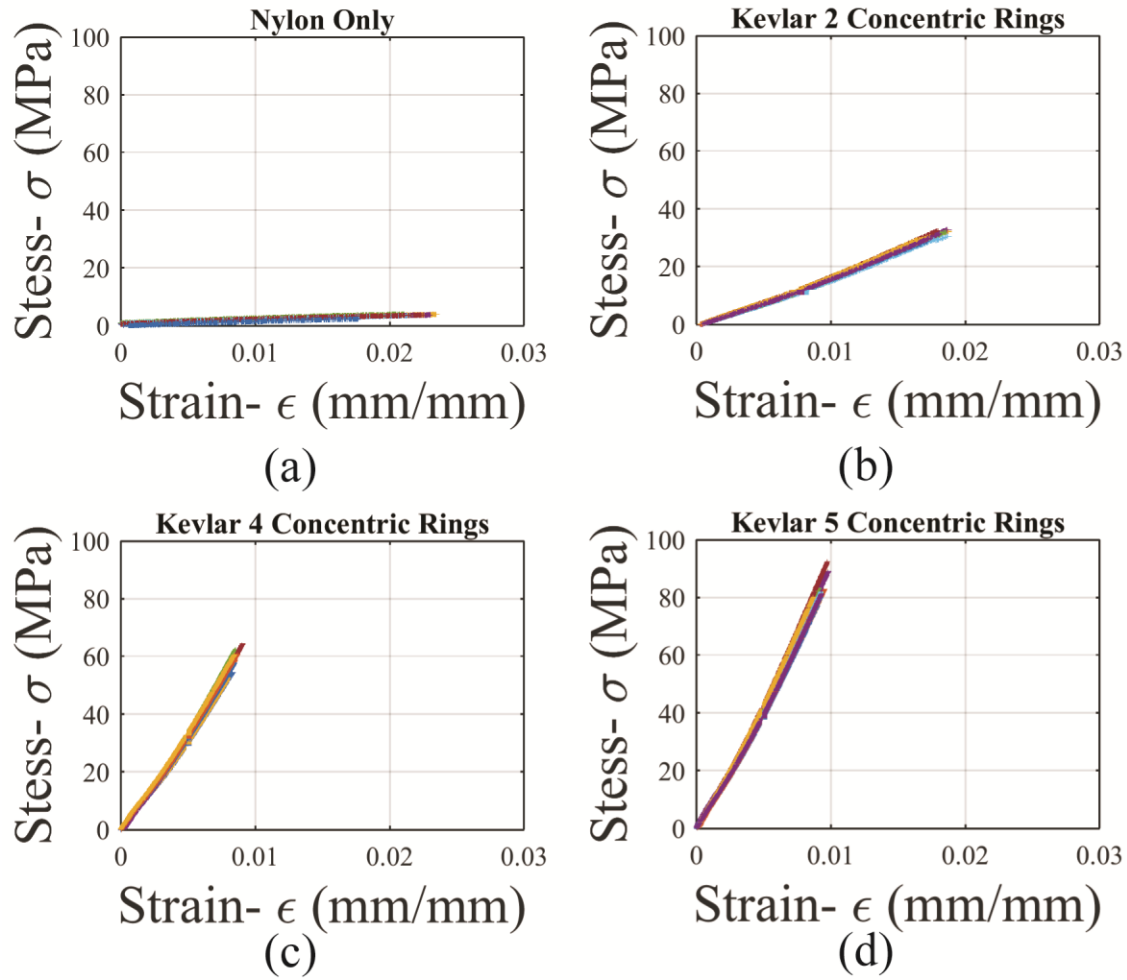 Nylon Only
100
80
60
40
20
0
0 0.01 0.02 0.03
Stess- σ (MPa)
Strain- ϵ (mm/mm)
(a)
Kevlar 2 Concentric Rings
100
80
60
40
20
0
0 0.01 0.02 0.03
Stess- σ (MPa)
Strain- ϵ (mm/mm)
(b)
Kevlar 4 Concentric Rings
100
80
60
40
20
0
0 0.01 0.02 0.03
Stess- σ (MPa)
Strain- ϵ (mm/mm)
(c)
Kevlar 5 Concentric Rings
100
80
60
40
20
0
0 0.01 0.02 0.03
Stess- σ (MPa)
Strain- ϵ (mm/mm)
(d)